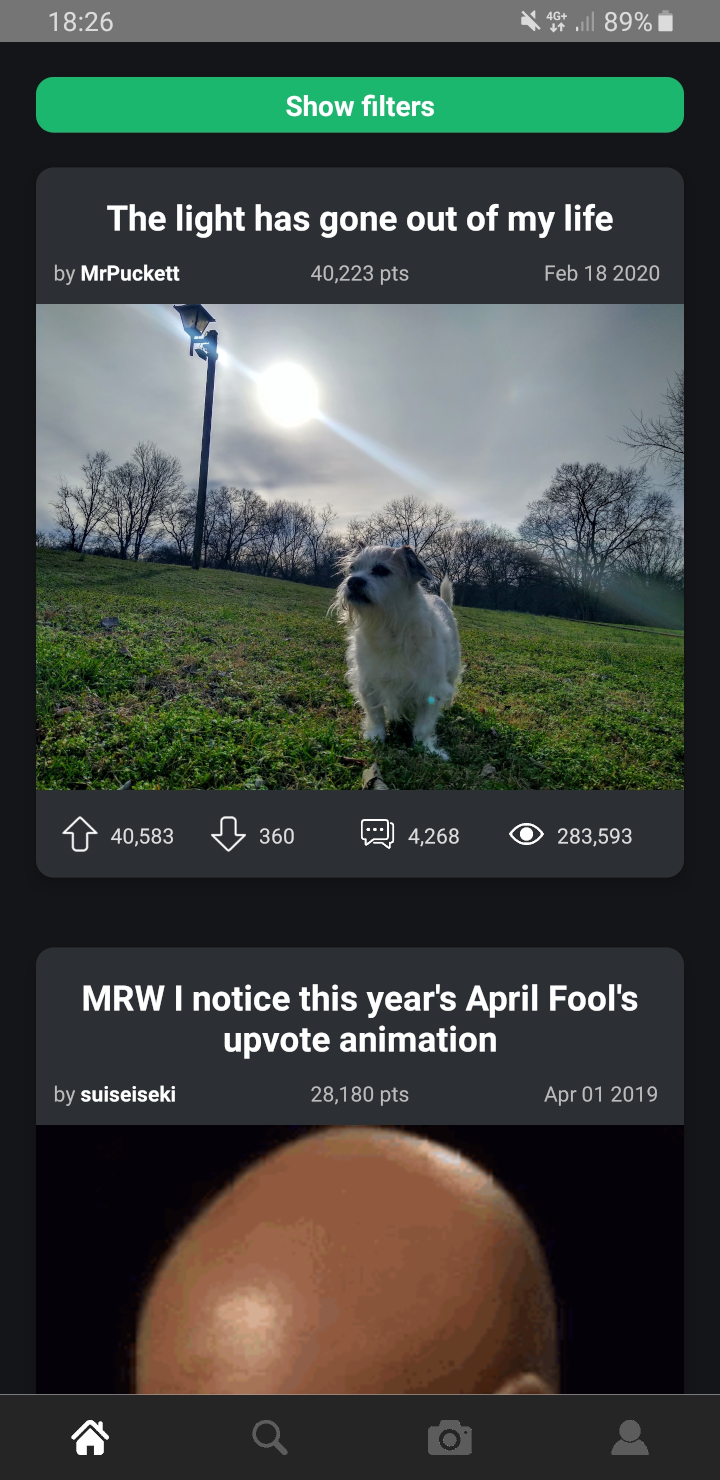 18:26
4G+
89%
Show filters
The light has gone out of my life
by MrPuckett 40,223 pts Feb 18 2020
40,583 360 4,268 283,593
MRW I notice this year's April Fool's
upvote animation
by suiseiseki 28,180 pts Apr 01 2019